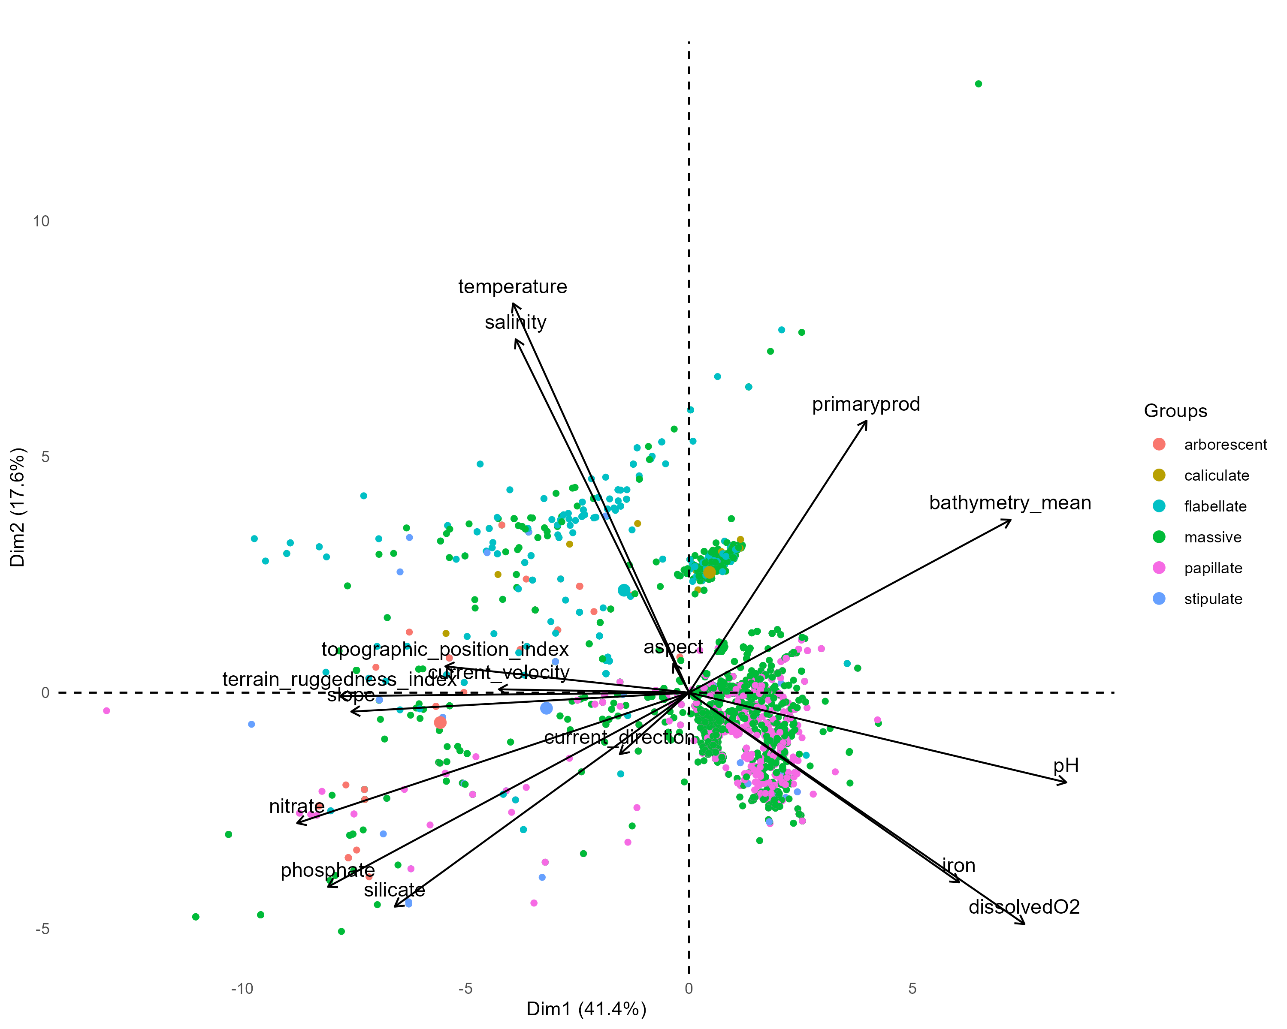 10
temperature
salinity
primaryprod
Groups
arborescent
5
caliculate
bathymetry_mean
flabellate
Dim2 (17.6%)
massive
papillate
stipulate
aspect
topographic_position_index
current_velocity
terrain_ruggedness_index
0
slope
current_direction
pH
nitrate
phosphate
iron
silicate
dissolvedO2
-5
-10
-5
0
5
Dim1 (41.4%)